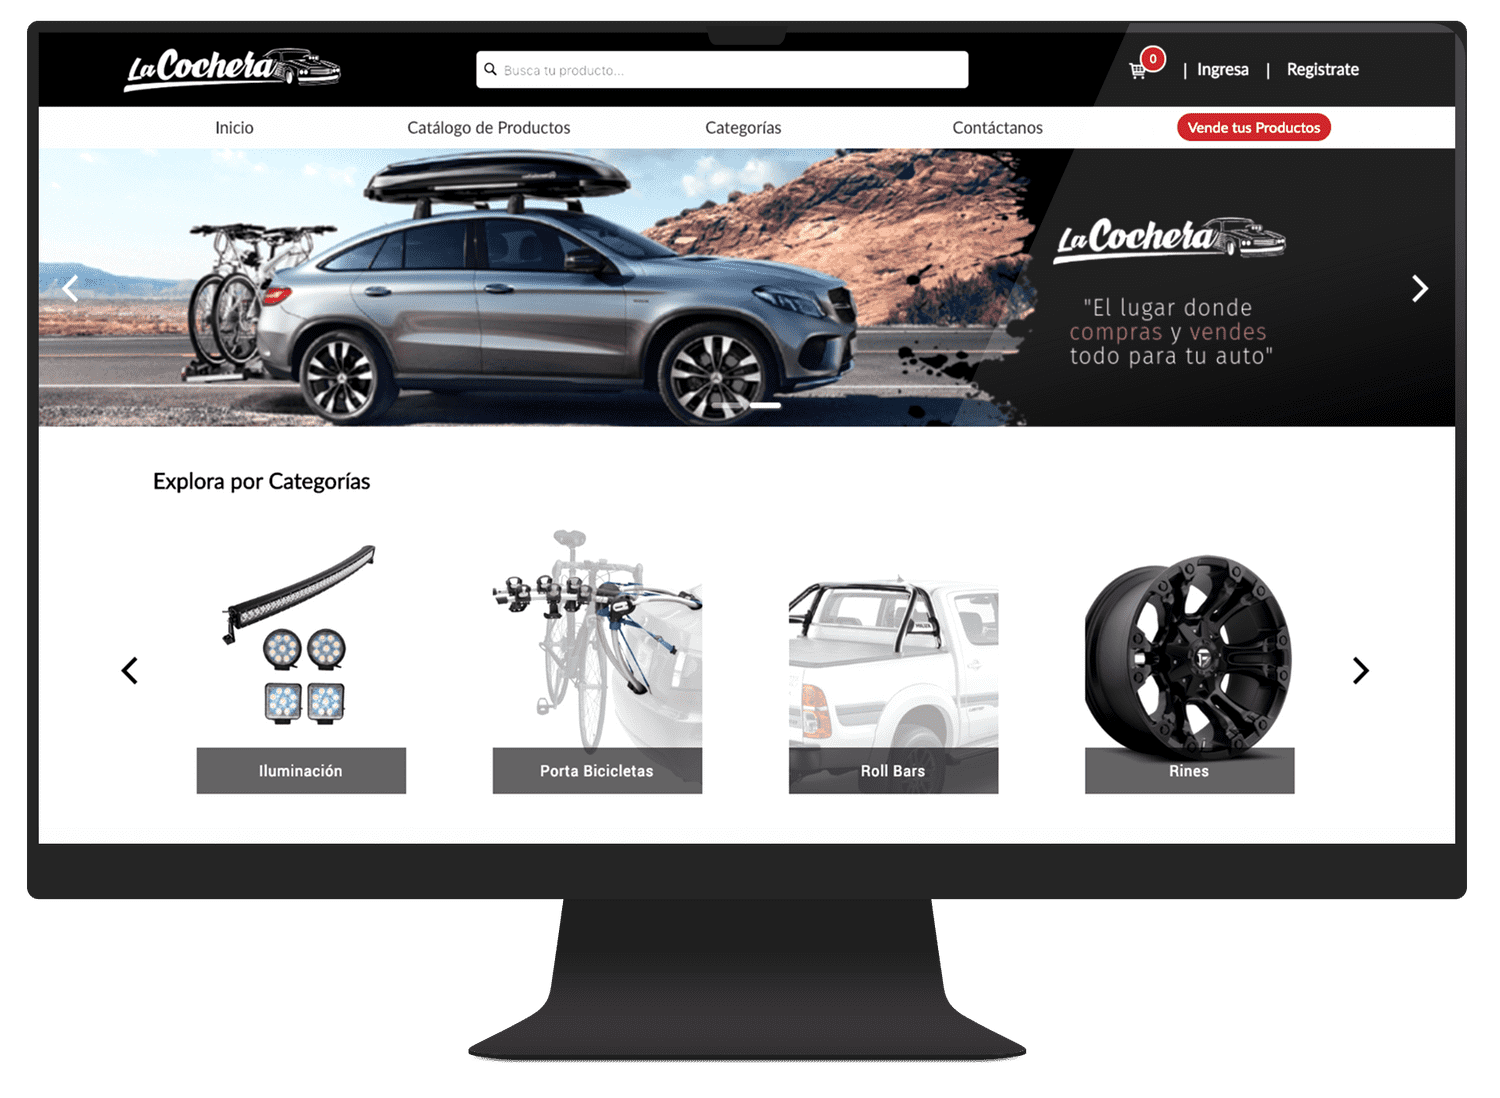 La Cochera
Busca tu producto...
0
| Ingresa | Registrate
Inicio
Catálogo de Productos
Categorías
Contáctanos
Vende tus Productos
La Cochera
"El lugar donde
compras y vendes
todo para tu auto"
Explora por Categorías
Iluminación
Porta Bicicletas
Roll Bars
Rines